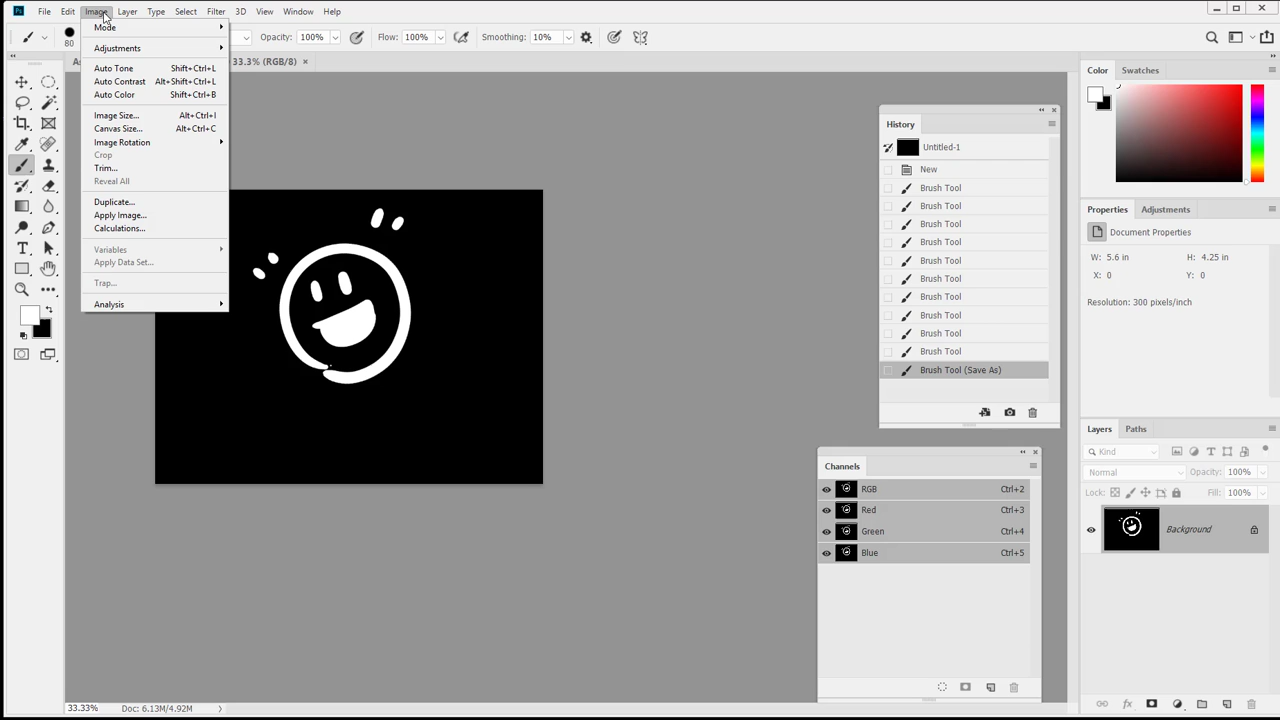 Ps File Edit Image Layer Type Select Filter 3D View Window Help
80 Opacity: 100% Flow: 100% Smoothing: 10%
33.3% (RGB/8) ×
Mode
Adjustments
Auto Tone Shift+Ctrl+L
Auto Contrast Alt+Shift+Ctrl+L
Auto Color Shift+Ctrl+B
Image Size... Alt+Ctrl+I
Canvas Size... Alt+Ctrl+C
Image Rotation
Crop
Trim...
Reveal All
Duplicate...
Apply Image...
Calculations...
Variables
Apply Data Set...
Trap...
Analysis
History
Untitled-1
New
Brush Tool
Brush Tool
Brush Tool
Brush Tool
Brush Tool
Brush Tool
Brush Tool
Brush Tool
Brush Tool
Brush Tool
Brush Tool (Save As)
Channels
RGB Ctrl+2
Red Ctrl+3
Green Ctrl+4
Blue Ctrl+5
Color Swatches
Properties Adjustments
Document Properties
W: 5.6 in H: 4.25 in
X: 0 Y: 0
Resolution: 300 pixels/inch
Layers Paths
Kind
Normal Opacity: 100%
Lock: Fill: 100%
Background
33.33% Doc: 6.13M/4.92M